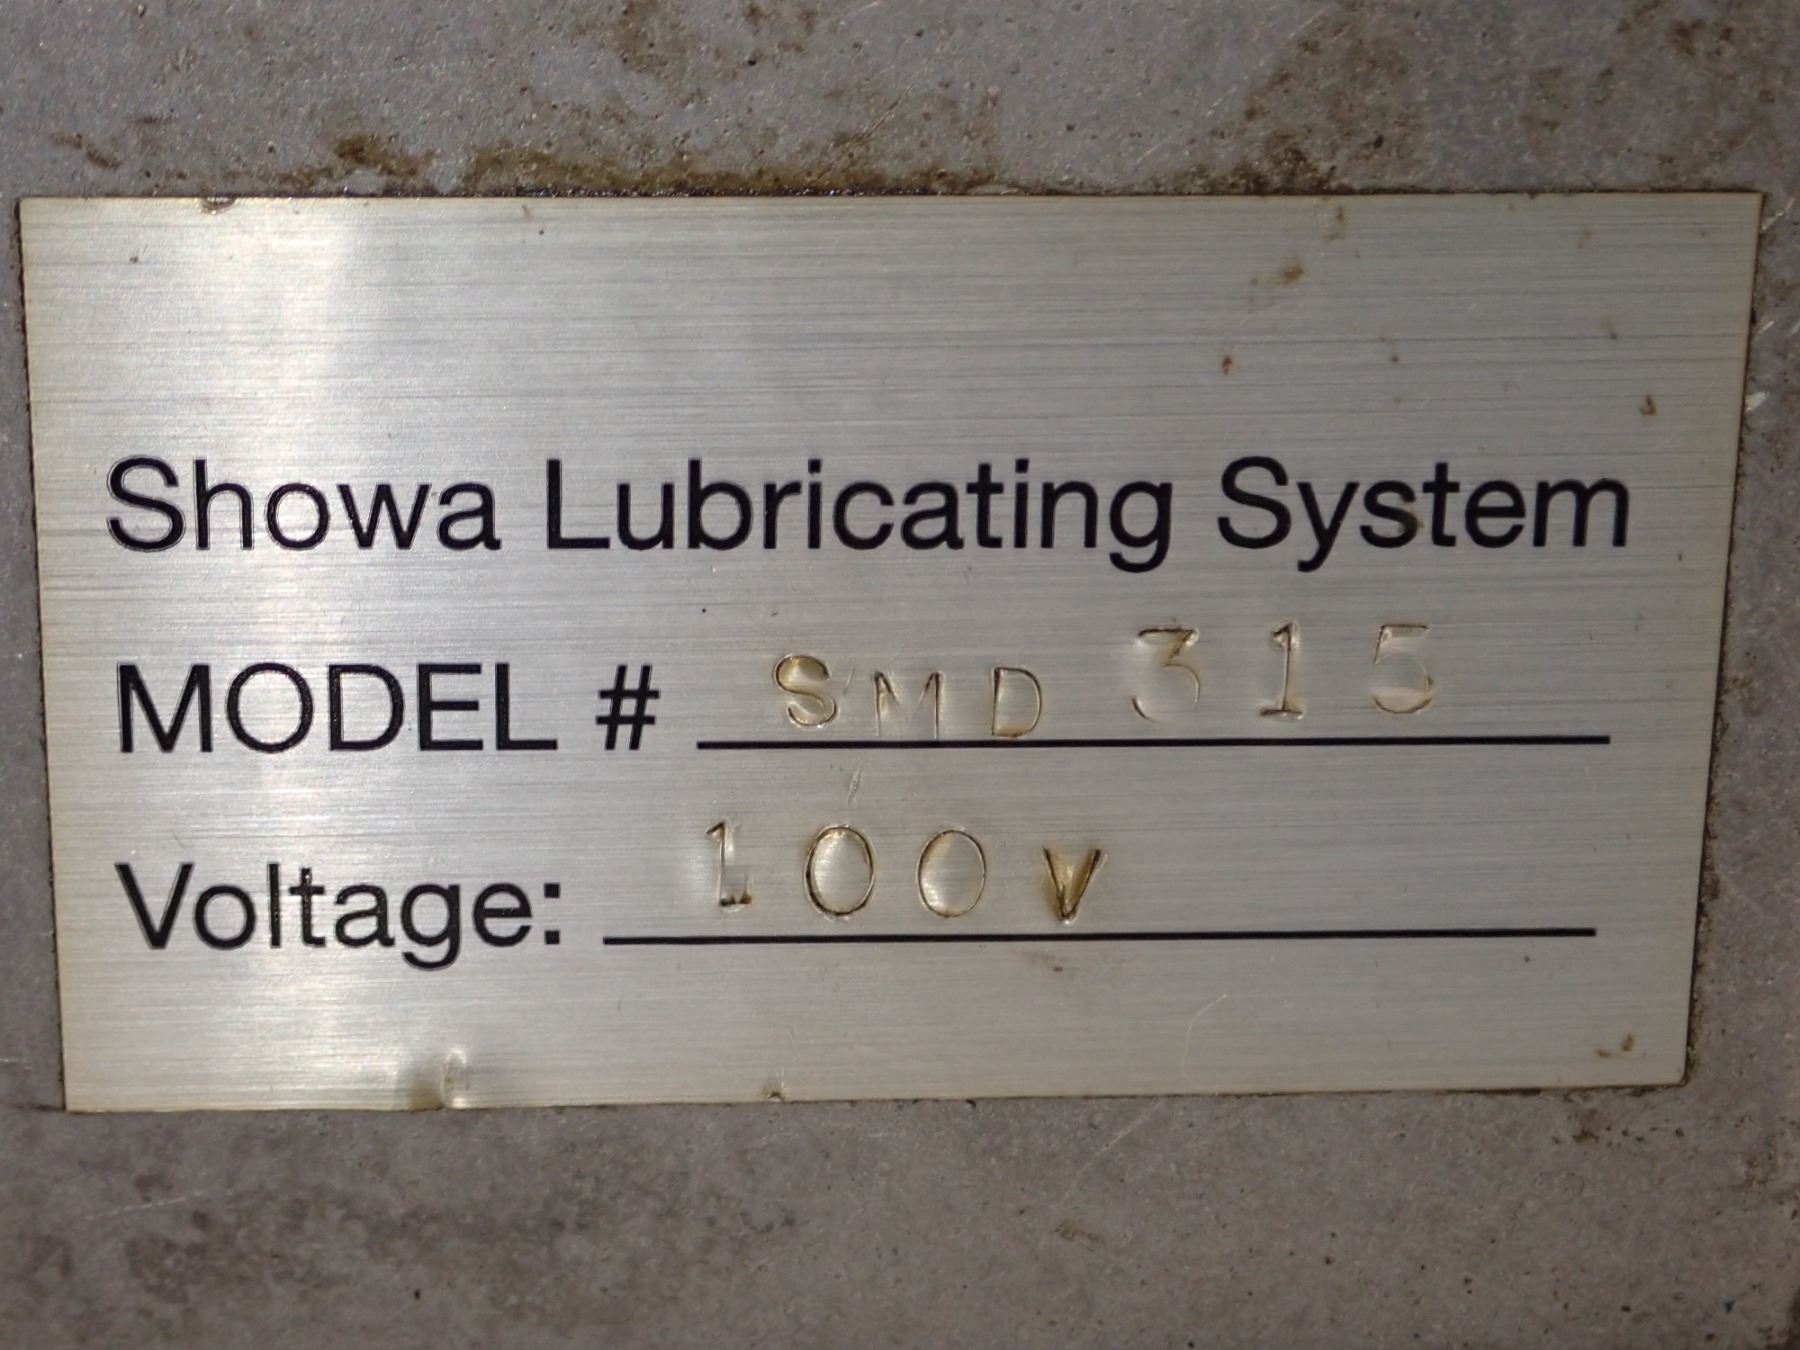 Showa Lubricating System
MODEL # SMD 315
Voltage: 100V